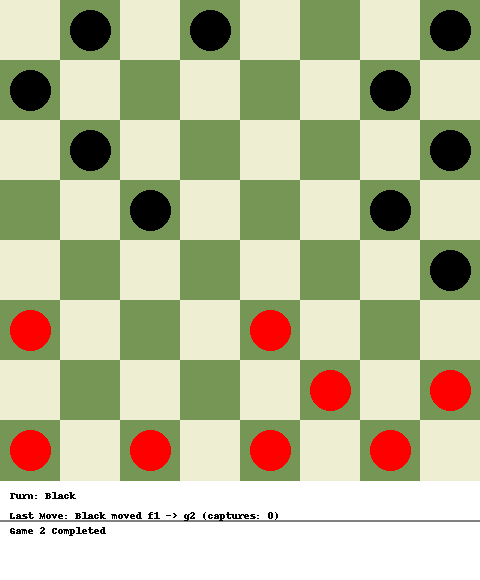 Turn: Black
Last Move: Black moved f1 -> g2 (captures: 0)
Game 2 Completed